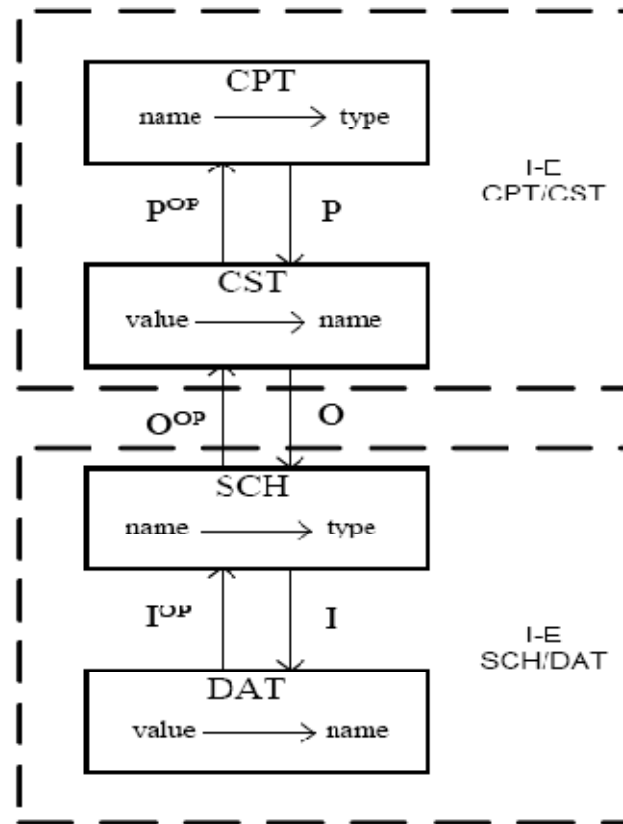 CPT
name type
I-E
CPT/CST
P^OP P
CST
value name
O^OP O
SCH
name type
I^OP I
I-E
SCH/DAT
DAT
value name